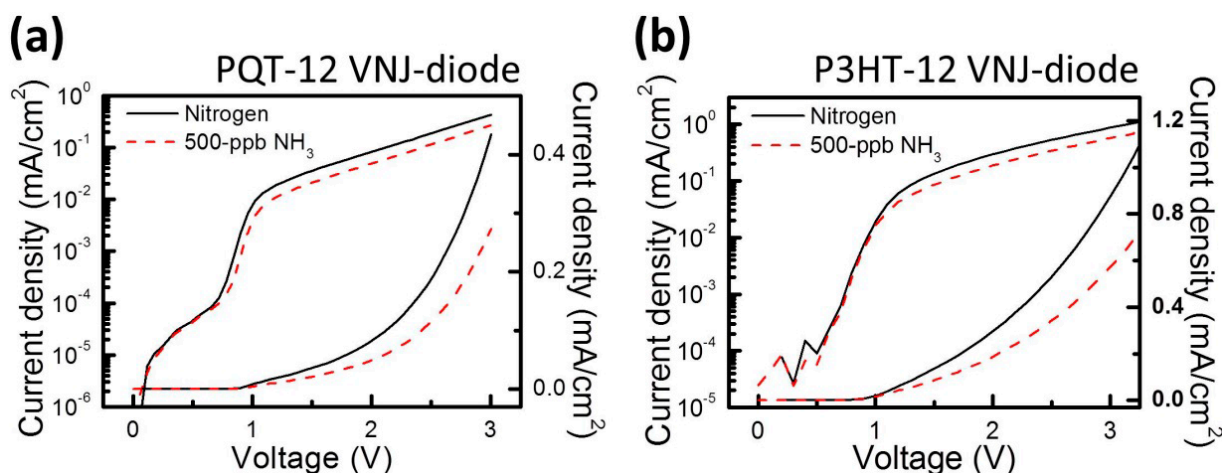 (a)
PQT-12 VNJ-diode
Current density (mA/cm²)
10⁰
10⁻¹
10⁻²
10⁻³
10⁻⁴
10⁻⁵
10⁻⁶
Nitrogen
500-ppb NH₃
0.4
0.2
0.0
Current density (mA/cm²)
0 1 2 3
Voltage (V)
(b)
P3HT-12 VNJ-diode
Current density (mA/cm²)
10⁰
10⁻¹
10⁻²
10⁻³
10⁻⁴
10⁻⁵
Nitrogen
500-ppb NH₃
1.2
0.8
0.4
0.0
Current density (mA/cm²)
0 1 2 3
Voltage (V)